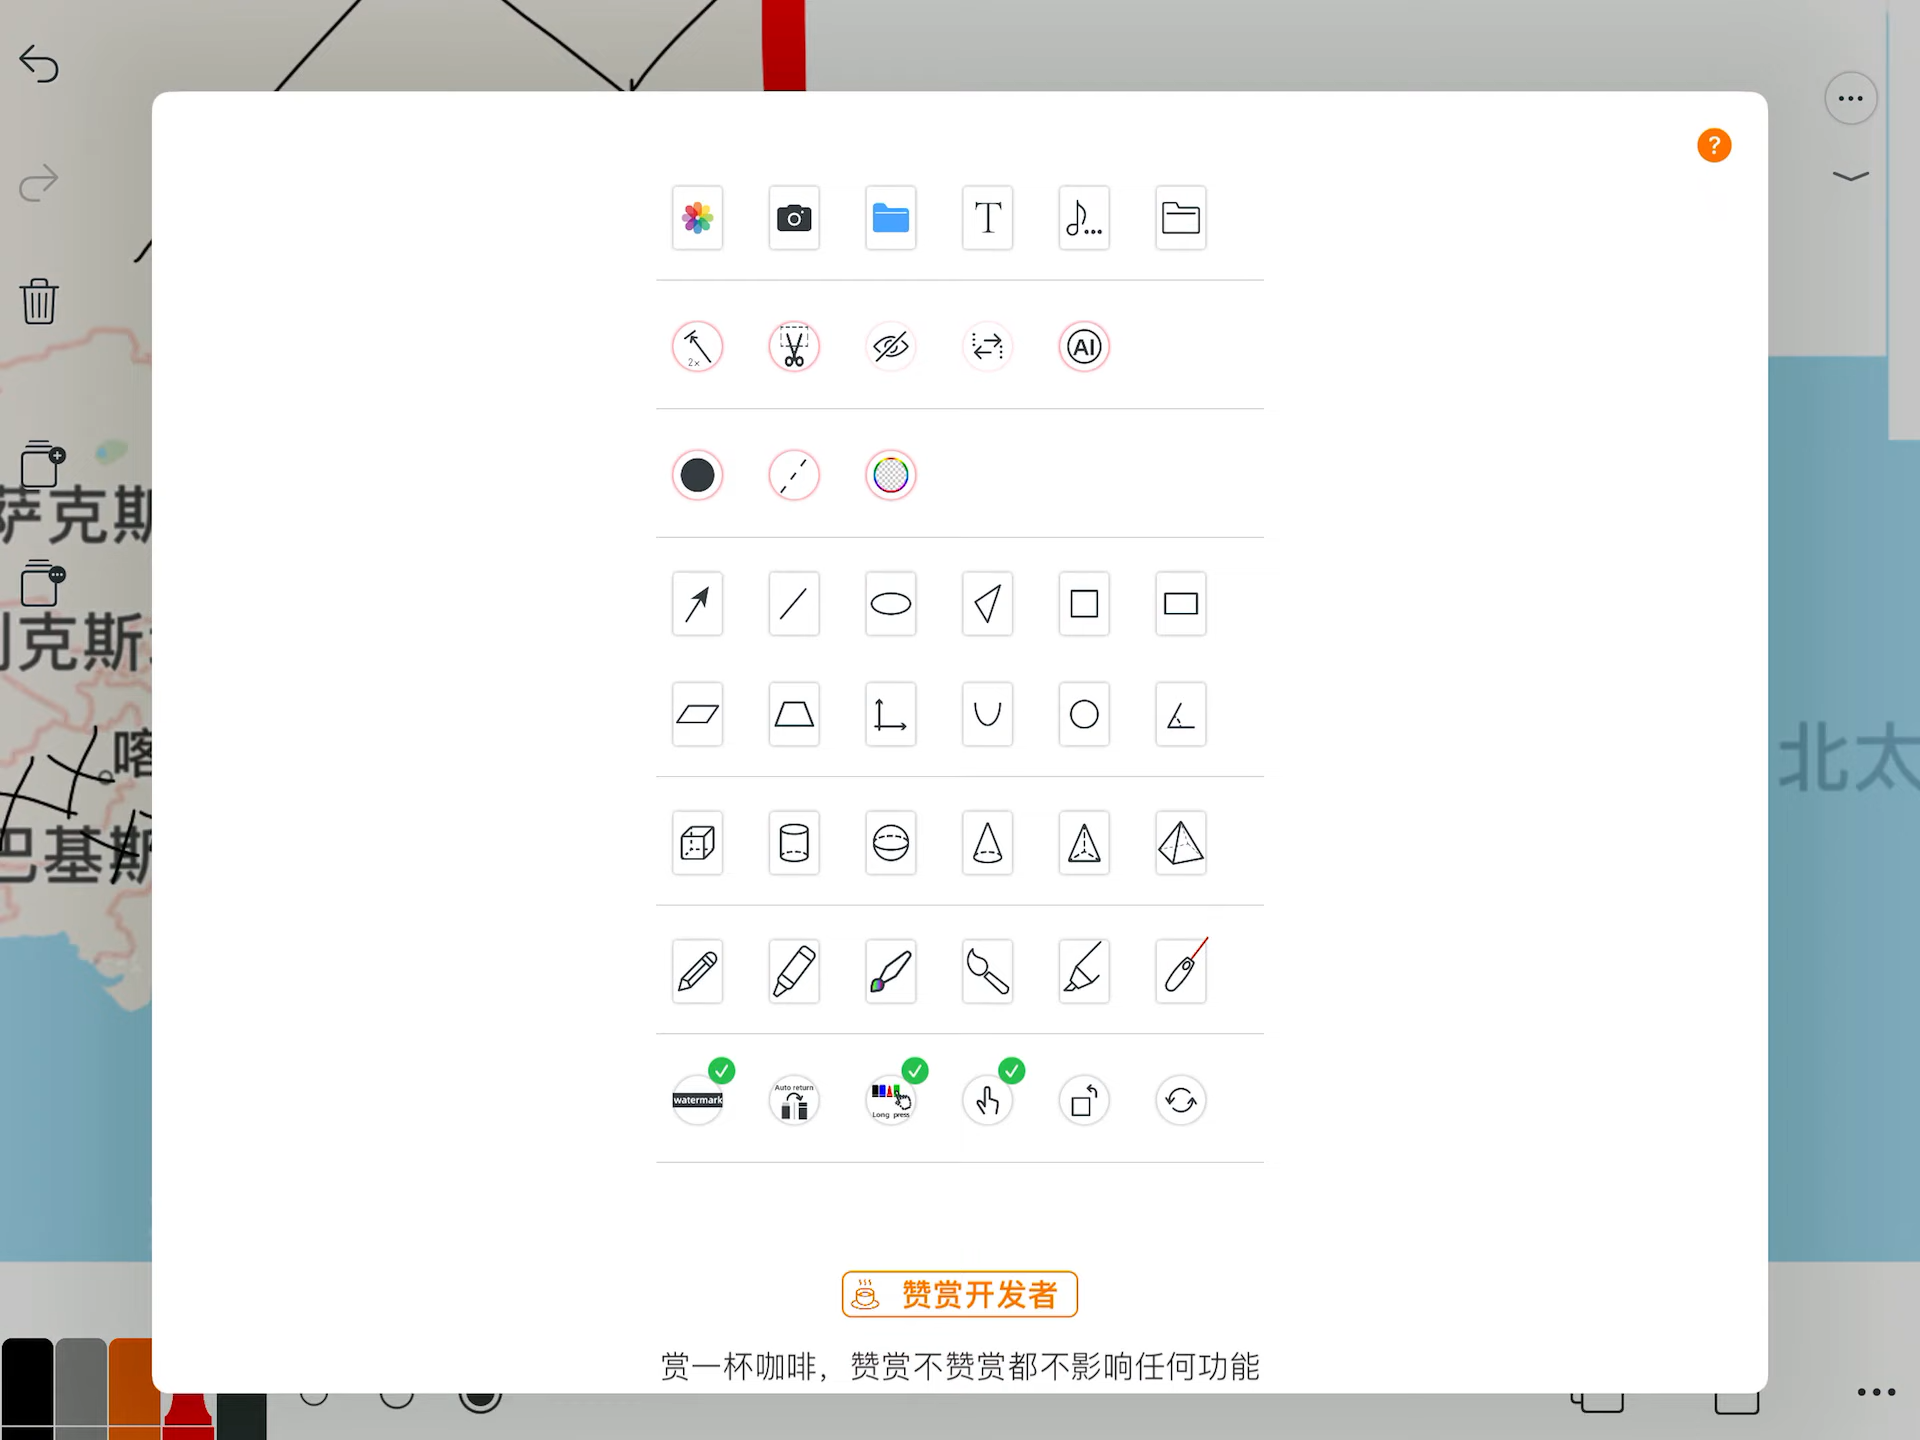 ?
T
2×
AI
萨克斯
克斯
喀
巴基斯
北太
watermark
Auto return
Long press
赞赏开发者
赏一杯咖啡，赞赏不赞赏都不影响任何功能